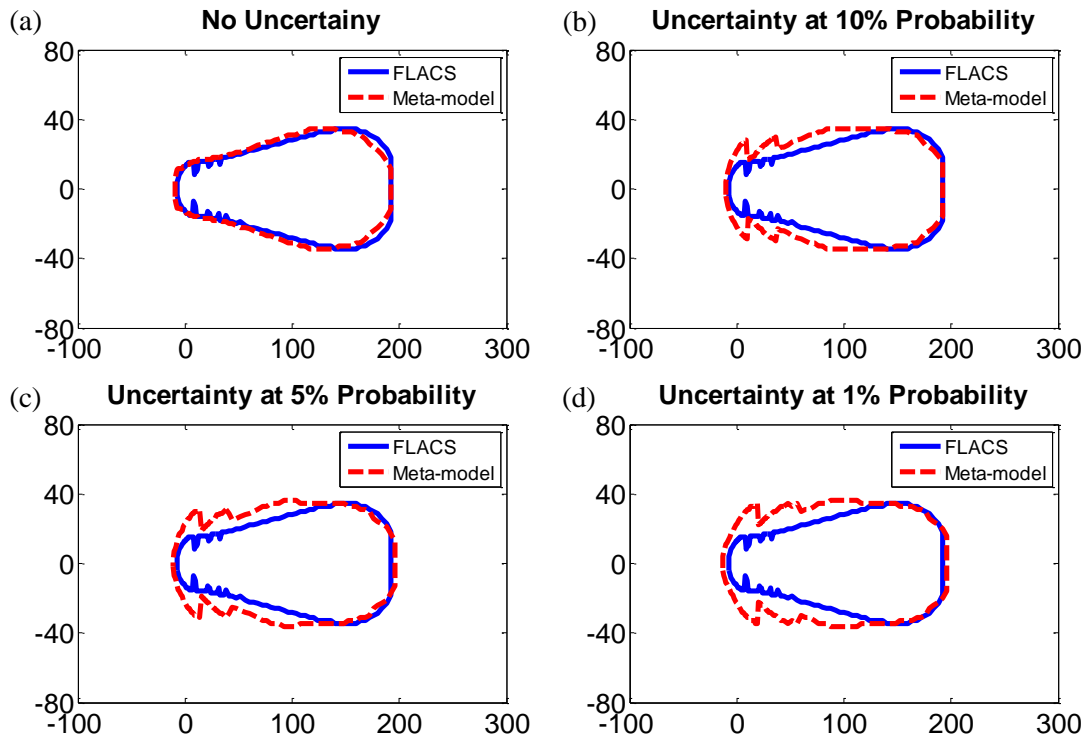 (a) No Uncertainy
80
40
0
-40
-80
-100 0 100 200 300
FLACS
Meta-model
(b) Uncertainty at 10% Probability
80
40
0
-40
-80
-100 0 100 200 300
FLACS
Meta-model
(c) Uncertainty at 5% Probability
80
40
0
-40
-80
-100 0 100 200 300
FLACS
Meta-model
(d) Uncertainty at 1% Probability
80
40
0
-40
-80
-100 0 100 200 300
FLACS
Meta-model